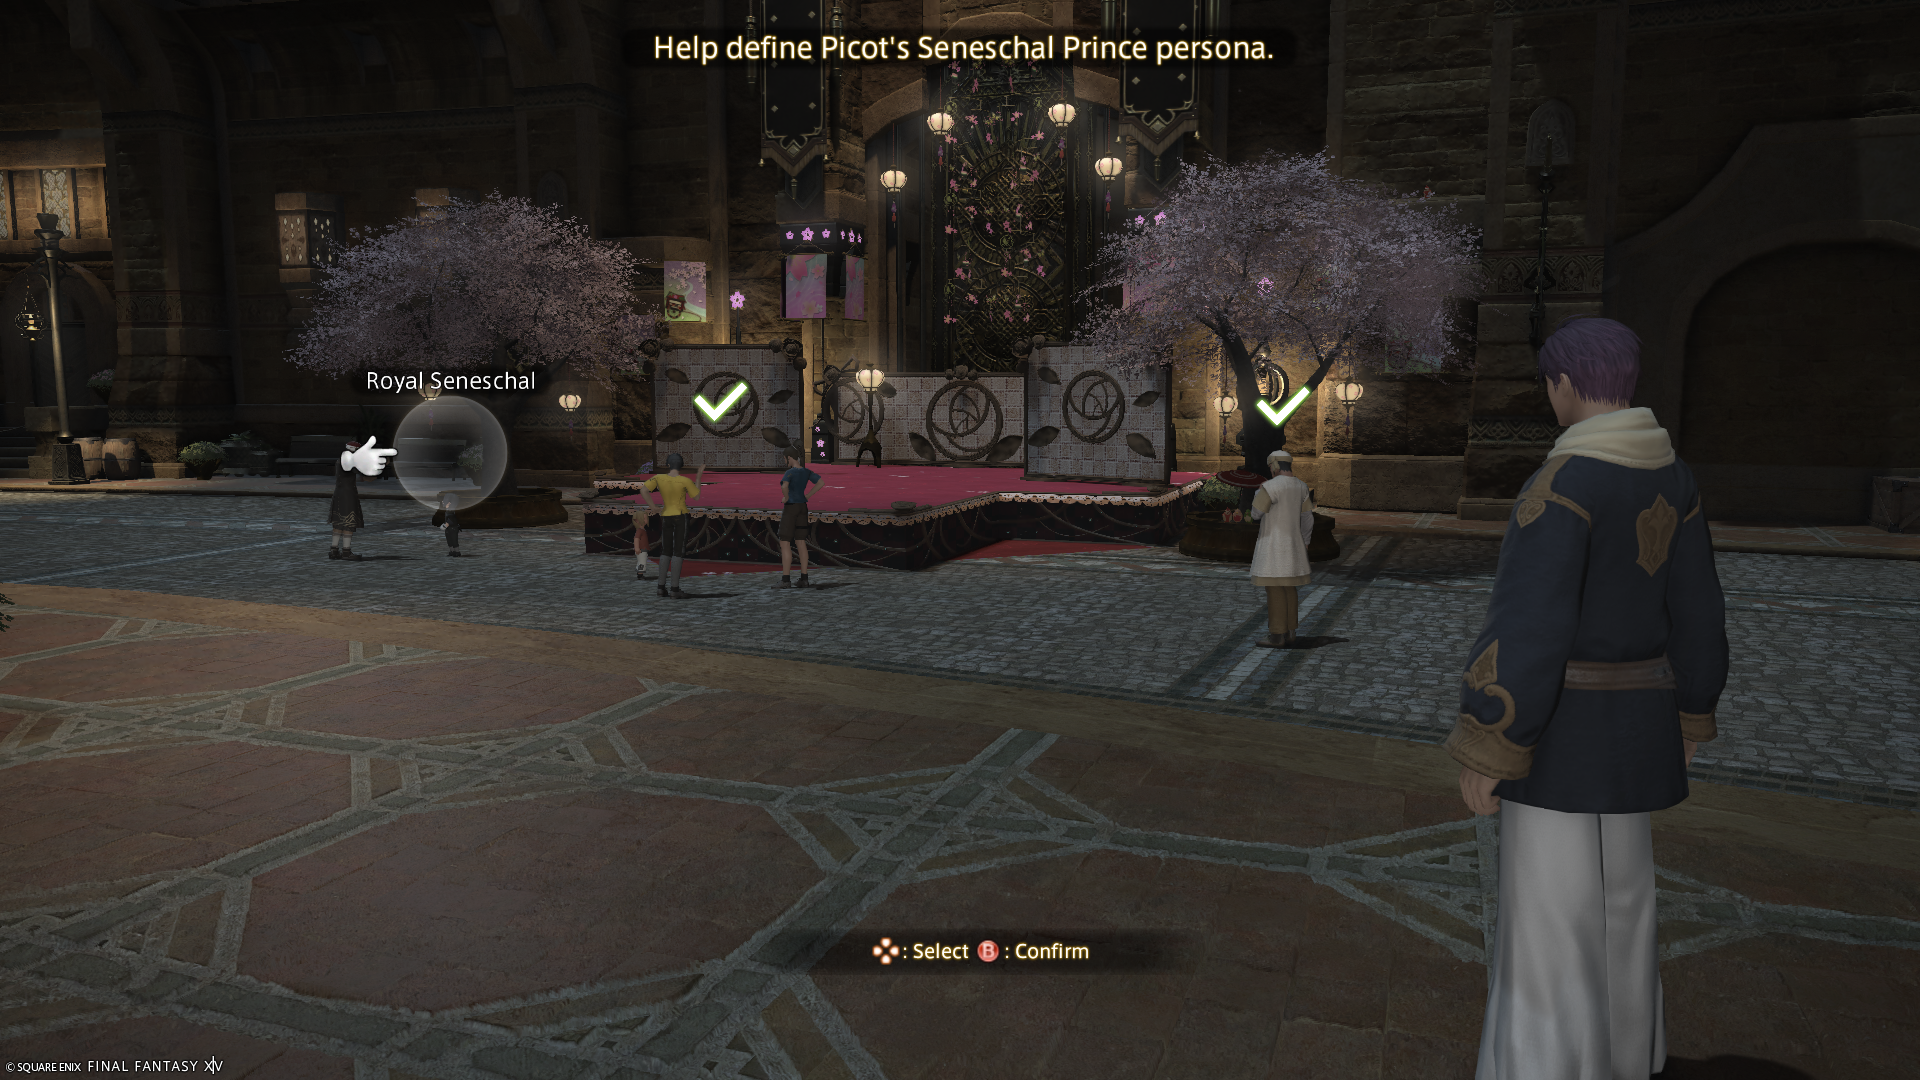 Help define Picot's Seneschal Prince persona.
Royal Seneschal
: Select B : Confirm
© SQUARE ENIX FINAL FANTASY XIV